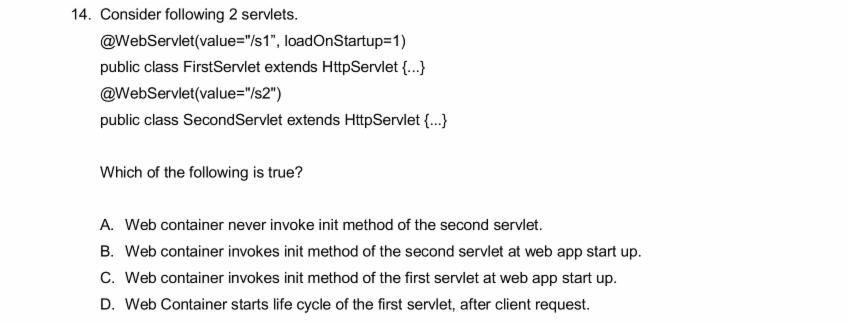 14. Consider following 2 servlets.
@WebServlet(value="/s1”, loadOnStartup=1)
public class FirstServlet extends HttpServlet {...}
@WebServlet(value="/s2")
public class SecondServlet extends HttpServlet {...}
Which of the following is true?
A. Web container never invoke init method of the second servlet.
B. Web container invokes init method of the second servlet at web app start up.
C. Web container invokes init method of the first servlet at web app start up.
D. Web Container starts life cycle of the first servlet, after client request.